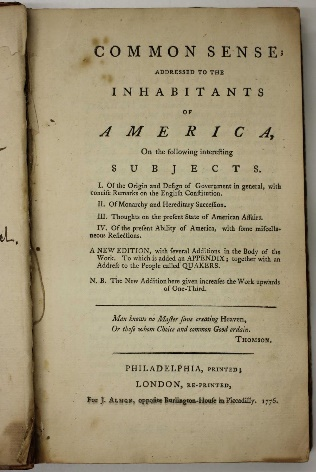 COMMON SENSE;
ADDRESSED TO THE
INHABITANTS
OF
AMERICA,
On the following interesting
SUBJECTS.
I. Of the Origin and Design of Government in general, with
concise Remarks on the English Constitution.
II. Of Monarchy and Hereditary Succession.
III. Thoughts on the present State of American Affairs.
IV. Of the present Ability of America, with some miscella-
neous Reflections.
A NEW EDITION, with several Additions in the Body of the
Work. To which is added an APPENDIX; together with an
Address to the People called QUAKERS.
N. B. The New Addition here given increases the Work upwards
of One-Third.
Man knows no Master save creating Heaven,
Or those whom Choice and common Good ordain.
THOMSON.
PHILADELPHIA, PRINTED;
LONDON, RE-PRINTED,
For J. ALMON, opposite Burlington-House in Piccadilly. 1776.